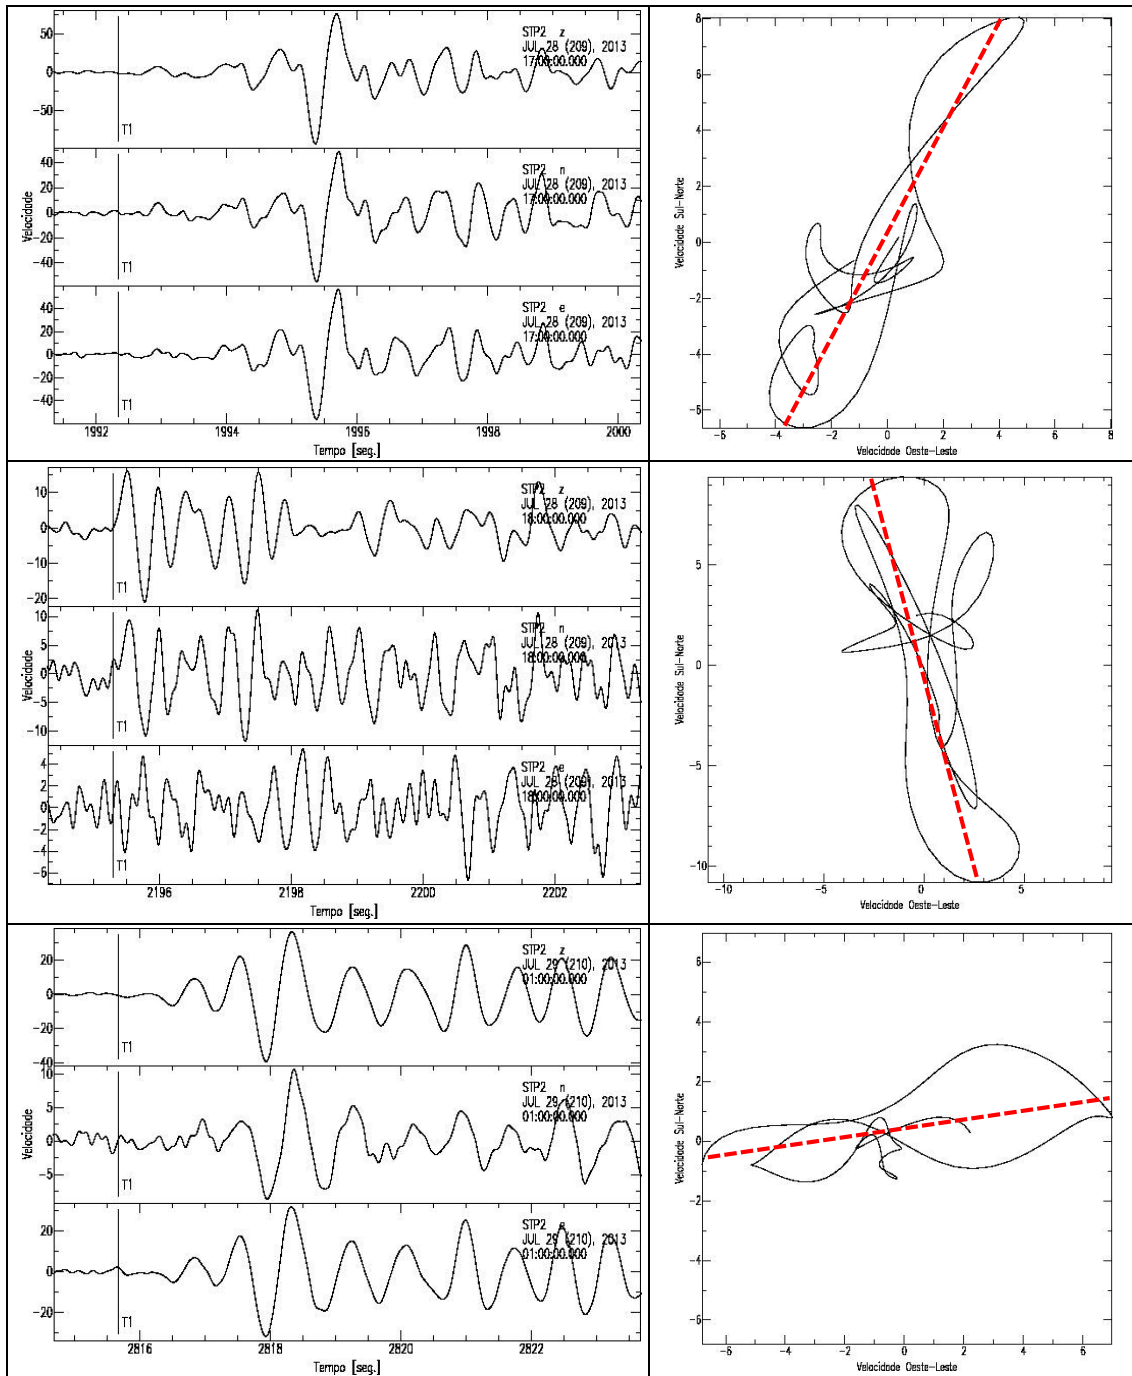 STP2 z
JUL 28 (209), 2013
17:00:00.000
50
0
-50
T1
STP2 n
JUL 28 (209), 2013
17:00:00.000
40
20
0
-20
-40
T1
STP2 e
JUL 28 (209), 2013
17:00:00.000
40
20
0
-20
-40
T1
Velocidade
1992
1994
1996
1998
2000
Tempo [seg.]
8
6
4
2
0
-2
-4
-6
Velocidade Sul-Norte
-6
-4
-2
0
2
4
6
8
Velocidade Oeste-Leste
STP2 z
JUL 28 (209), 2013
18:00:00.000
10
0
-10
-20
T1
STP2 n
JUL 28 (209), 2013
18:00:00.000
10
5
0
-5
-10
T1
STP2 e
JUL 28 (209), 2013
18:00:00.000
4
2
0
-2
-4
-6
T1
Velocidade
2196
2198
2200
2202
Tempo [seg.]
5
0
-5
-10
Velocidade Sul-Norte
-10
-5
0
5
Velocidade Oeste-Leste
STP2 z
JUL 29 (210), 2013
01:00:00.000
20
0
-20
-40
T1
STP2 n
JUL 29 (210), 2013
01:00:00.000
10
5
0
-5
T1
STP2 e
JUL 29 (210), 2013
01:00:00.000
20
0
-20
T1
Velocidade
2816
2818
2820
2822
Tempo [seg.]
6
4
2
0
-2
-4
-6
Velocidade Sul-Norte
-6
-4
-2
0
2
4
6
Velocidade Oeste-Leste